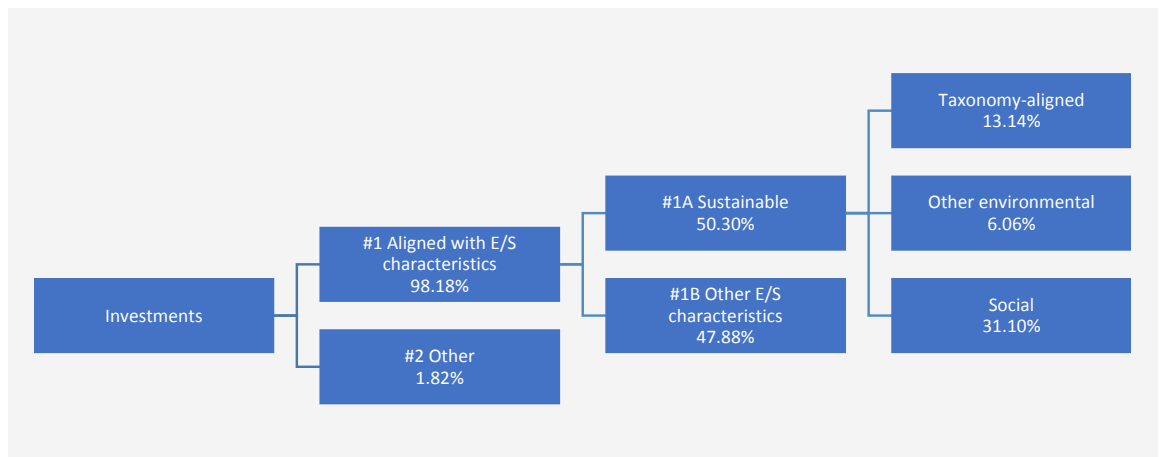 Investments
#1 Aligned with E/S
characteristics
98.18%
#2 Other
1.82%
#1A Sustainable
50.30%
#1B Other E/S
characteristics
47.88%
Taxonomy-aligned
13.14%
Other environmental
6.06%
Social
31.10%